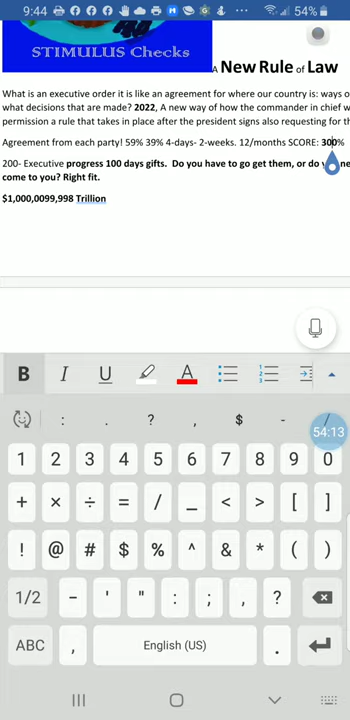 9:44
54%
STIMULUS Checks
A New Rule of Law
What is an executive order it is like an agreement for where our country is: ways o
what decisions that are made? 2022, A new way of how the commander in chief w
permission a rule that takes place after the president signs also requesting for th
Agreement from each party! 59% 39% 4-days- 2-weeks. 12/months SCORE: 300%
200- Executive progress 100 days gifts. Do you have to go get them, or do ne
come to you? Right fit.
$1,000,0099,998 Trillion
B I U A
: . ? , $ - /
54:13
1 2 3 4 5 6 7 8 9 0
+ × ÷ = / _ < > [ ]
! @ # $ % ^ & * ( )
1/2 - ' " : ; , ?
ABC , English (US) .